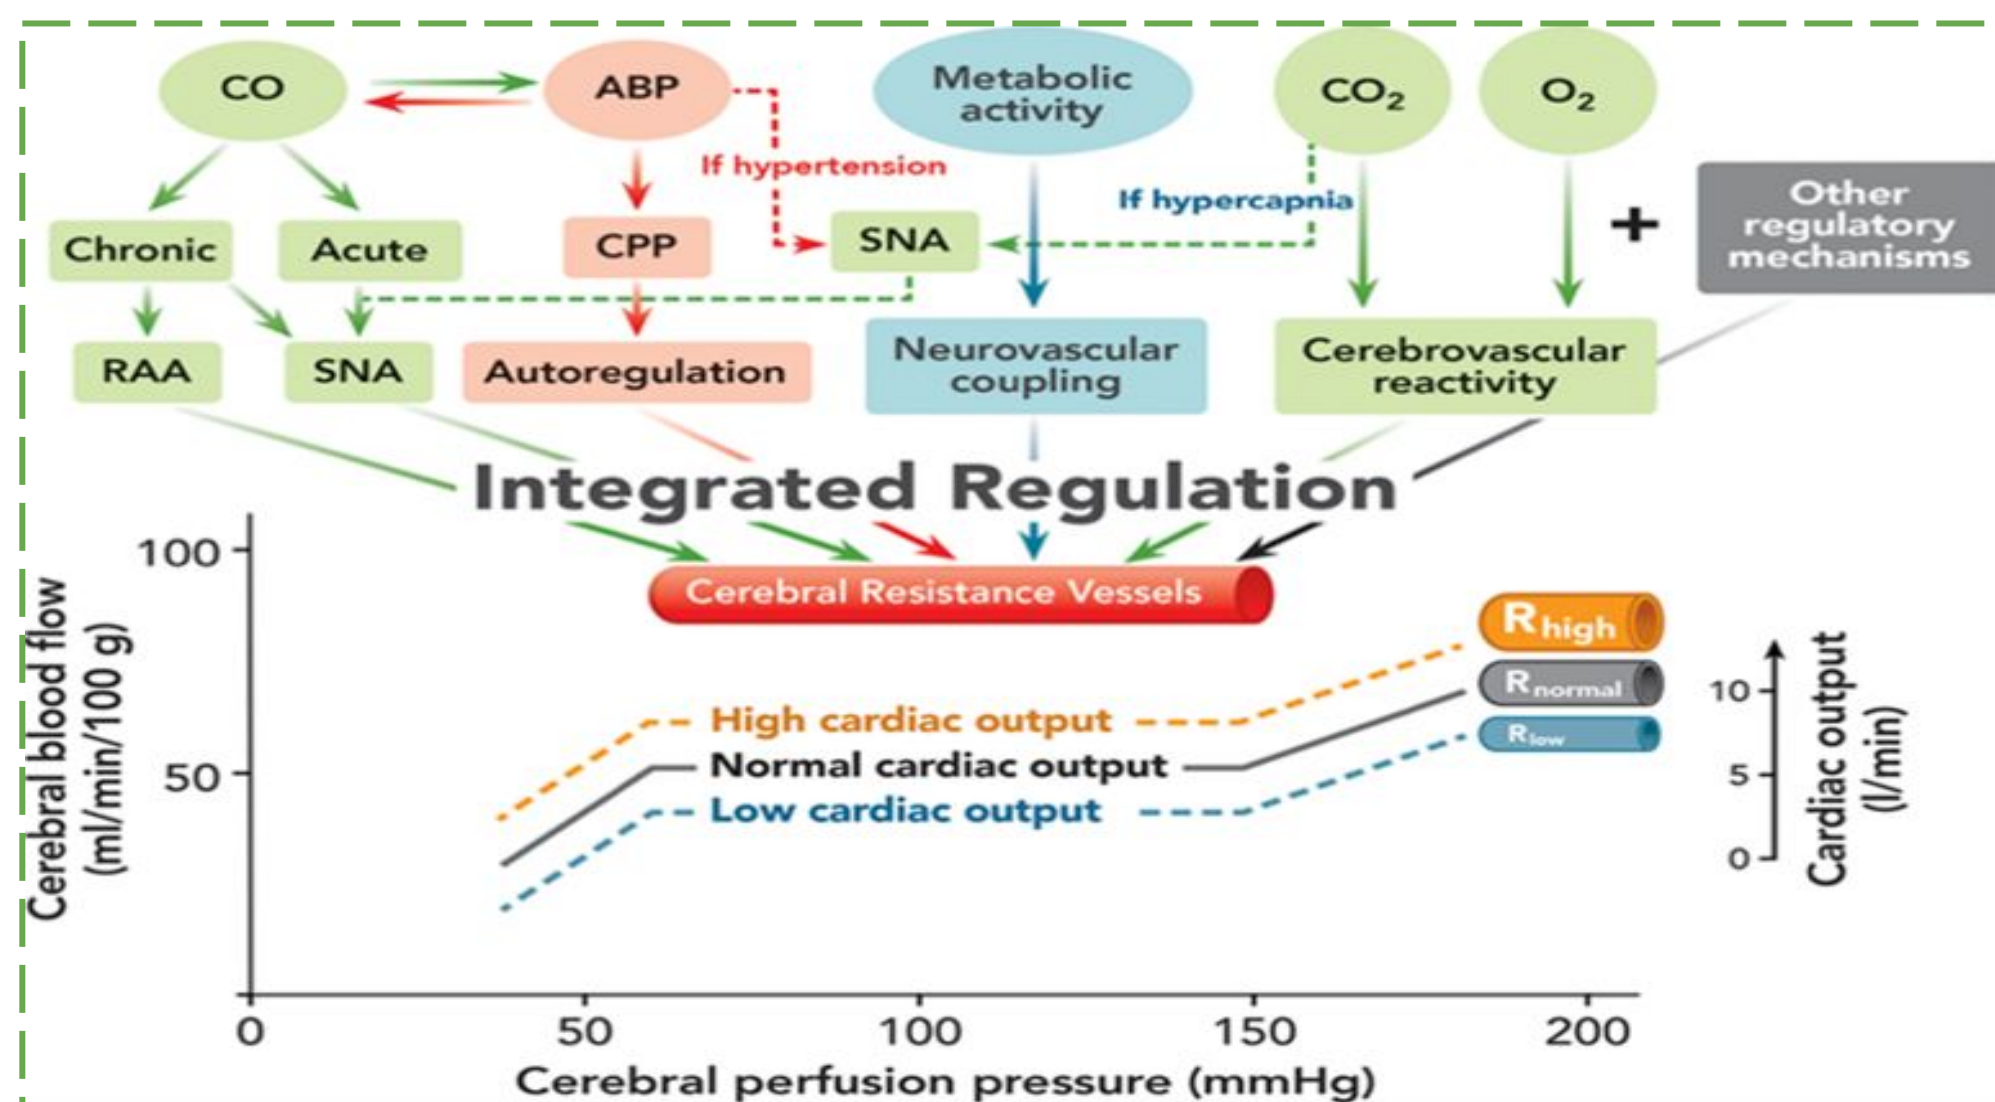 CO
ABP
Metabolic
activity
CO₂
O₂
If hypertension
If hypercapnia
Other
regulatory
mechanisms
+
Chronic
Acute
CPP
SNA
RAA
SNA
Autoregulation
Neurovascular
coupling
Cerebrovascular
reactivity
Integrated Regulation
Cerebral Resistance Vessels
100
50
Cerebral blood flow
(ml/min/100 g)
High cardiac output
Normal cardiac output
Low cardiac output
R high
R normal
R low
10
5
0
Cardiac output
(l/min)
0
50
100
150
200
Cerebral perfusion pressure (mmHg)